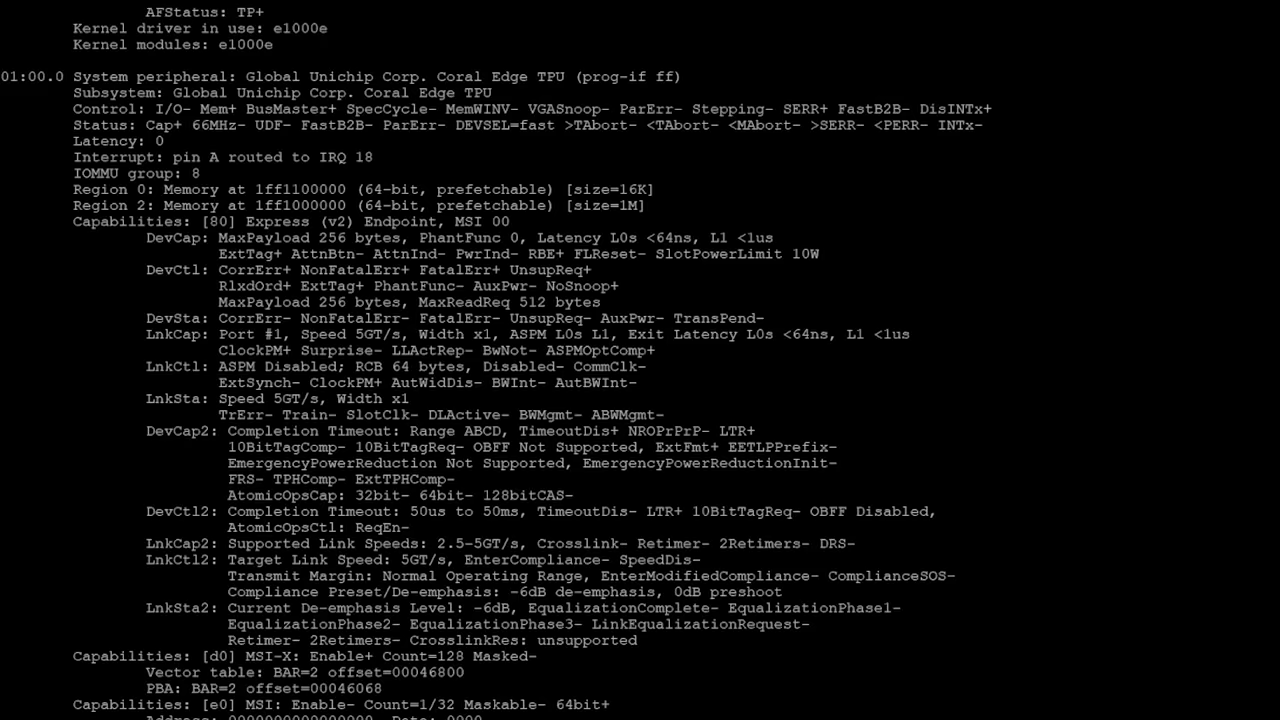 AFStatus: TP+
Kernel driver in use: e1000e
Kernel modules: e1000e
01:00.0 System peripheral: Global Unichip Corp. Coral Edge TPU (prog-if ff)
Subsystem: Global Unichip Corp. Coral Edge TPU
Control: I/O- Mem+ BusMaster+ SpecCycle- MemWINV- VGASnoop- ParErr- Stepping- SERR+ FastB2B- DisINTx+
Status: Cap+ 66MHz- UDF- FastB2B- ParErr- DEVSEL=fast >TAbort- <TAbort- <MAbort- >SERR- <PERR- INTx-
Latency: 0
Interrupt: pin A routed to IRQ 18
IOMMU group: 8
Region 0: Memory at 1ff1100000 (64-bit, prefetchable) [size=16K]
Region 2: Memory at 1ff1000000 (64-bit, prefetchable) [size=1M]
Capabilities: [80] Express (v2) Endpoint, MSI 00
DevCap: MaxPayload 256 bytes, PhantFunc 0, Latency L0s <64ns, L1 <1us
ExtTag+ AttnBtn- AttnInd- PwrInd- RBE+ FLReset- SlotPowerLimit 10W
DevCtl: CorrErr+ NonFatalErr+ FatalErr+ UnsupReq+
RlxdOrd+ ExtTag+ PhantFunc- AuxPwr- NoSnoop+
MaxPayload 256 bytes, MaxReadReq 512 bytes
DevSta: CorrErr- NonFatalErr- FatalErr- UnsupReq- AuxPwr- TransPend-
LnkCap: Port #1, Speed 5GT/s, Width x1, ASPM L0s L1, Exit Latency L0s <64ns, L1 <1us
ClockPM+ Surprise- LLActRep- BwNot- ASPMOptComp+
LnkCtl: ASPM Disabled; RCB 64 bytes, Disabled- CommClk-
ExtSynch- ClockPM+ AutWidDis- BWInt- AutBWInt-
LnkSta: Speed 5GT/s, Width x1
TrErr- Train- SlotClk- DLActive- BWMgmt- ABWMgmt-
DevCap2: Completion Timeout: Range ABCD, TimeoutDis+ NROPrPrP- LTR+
10BitTagComp- 10BitTagReq- OBFF Not Supported, ExtFmt+ EETLPPrefix-
EmergencyPowerReduction Not Supported, EmergencyPowerReductionInit-
FRS- TPHComp- ExtTPHComp-
AtomicOpsCap: 32bit- 64bit- 128bitCAS-
DevCtl2: Completion Timeout: 50us to 50ms, TimeoutDis- LTR+ 10BitTagReq- OBFF Disabled,
AtomicOpsCtl: ReqEn-
LnkCap2: Supported Link Speeds: 2.5-5GT/s, Crosslink- Retimer- 2Retimers- DRS-
LnkCtl2: Target Link Speed: 5GT/s, EnterCompliance- SpeedDis-
Transmit Margin: Normal Operating Range, EnterModifiedCompliance- ComplianceSOS-
Compliance Preset/De-emphasis: -6dB de-emphasis, 0dB preshoot
LnkSta2: Current De-emphasis Level: -6dB, EqualizationComplete- EqualizationPhase1-
EqualizationPhase2- EqualizationPhase3- LinkEqualizationRequest-
Retimer- 2Retimers- CrosslinkRes: unsupported
Capabilities: [d0] MSI-X: Enable+ Count=128 Masked-
Vector table: BAR=2 offset=00046800
PBA: BAR=2 offset=00046068
Capabilities: [e0] MSI: Enable- Count=1/32 Maskable- 64bit+
Address: 0000000000000000 Data: 0000